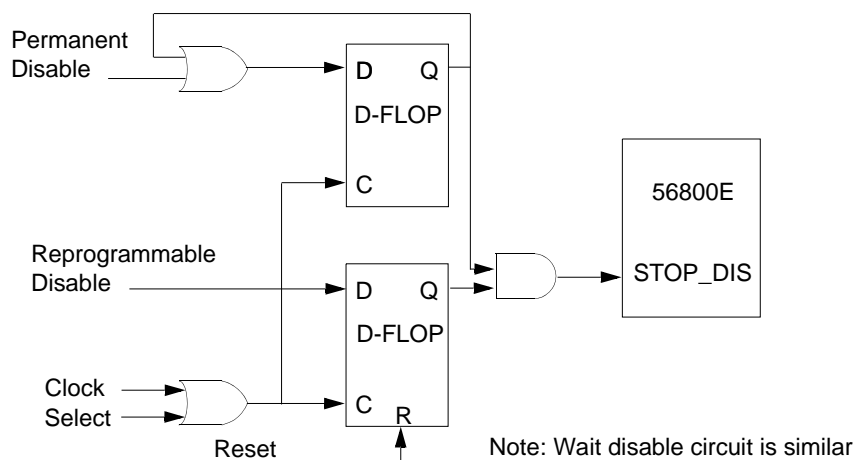 Permanent
Disable
D Q
D-FLOP
C
56800E
STOP_DIS
Reprogrammable
Disable
D Q
D-FLOP
C
R
Clock
Select
Reset
Note: Wait disable circuit is similar